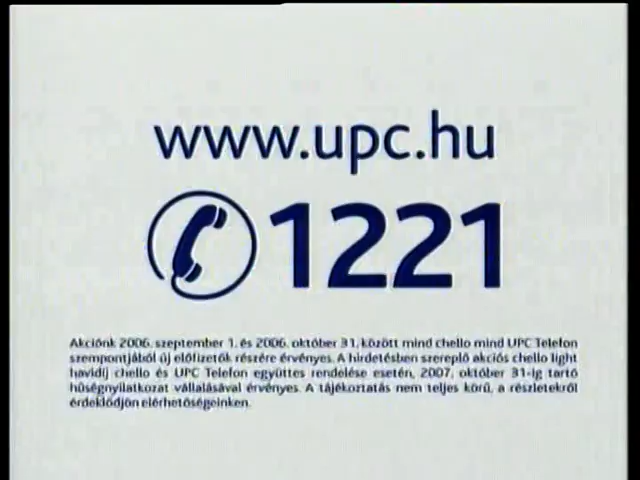 www.upc.hu
1221
Akciónk 2006. szeptember 1. és 2006. október 31. között mind chello mind UPC Telefon
szempontjából új előfizetők részére érvényes. A hirdetésben szereplő akciós chello light
havidíj chello és UPC Telefon együttes rendelése esetén, 2007. október 31-ig tartó
hűségnyilatkozat vállalásával érvényes. A tájékoztatás nem teljes körű, a részletekről
érdeklődjön elérhetőségeinken.